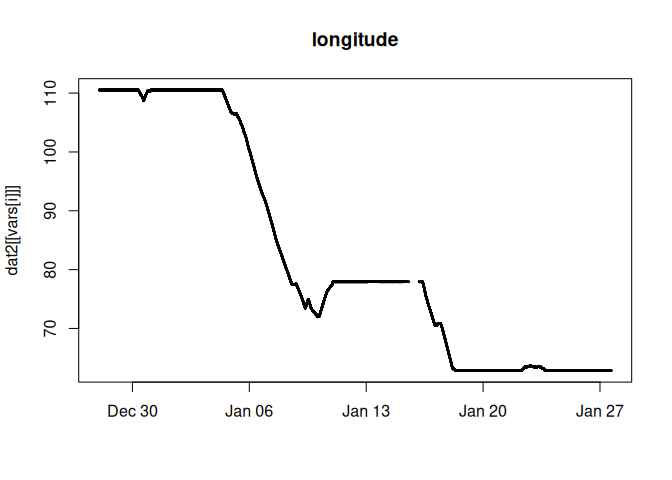 longitude
dat2[[vars[i]]]
110
100
90
80
70
Dec 30
Jan 06
Jan 13
Jan 20
Jan 27